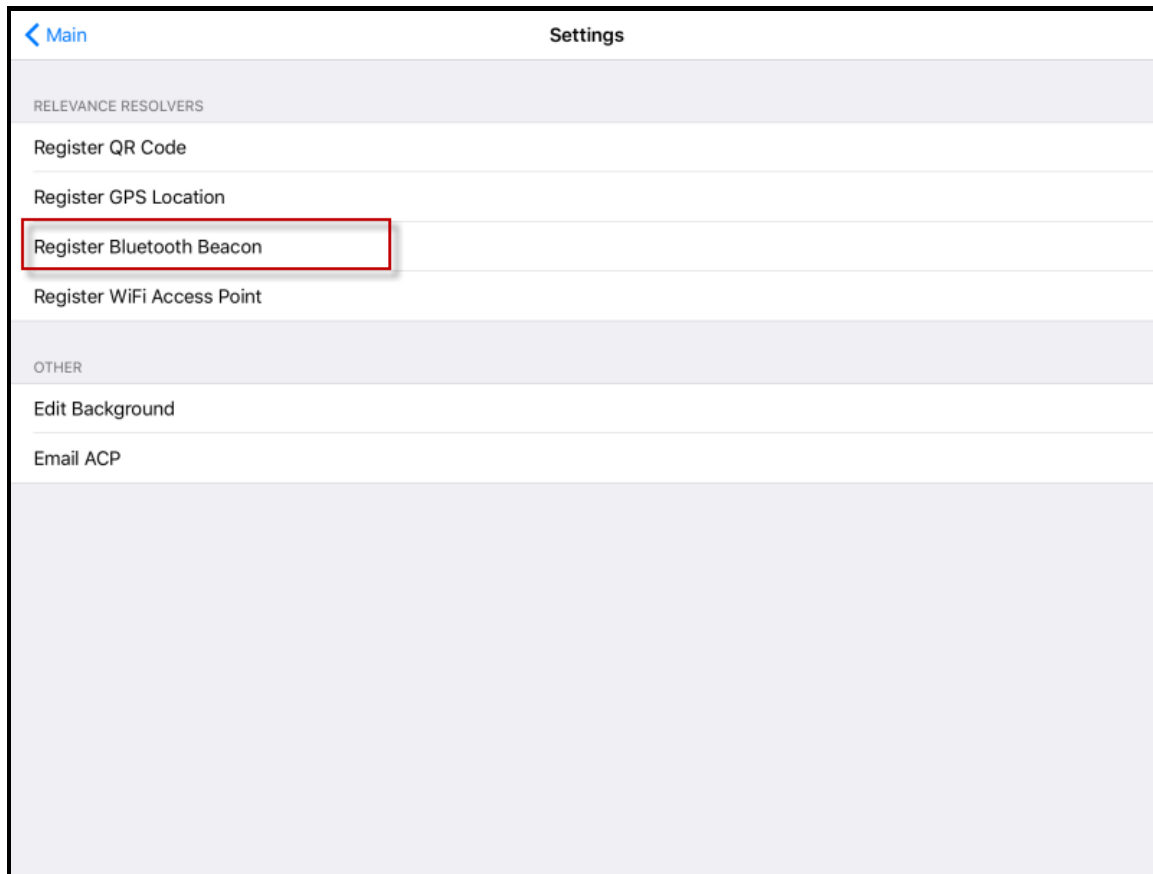 Main
Settings
RELEVANCE RESOLVERS
Register QR Code
Register GPS Location
Register Bluetooth Beacon
Register WiFi Access Point
OTHER
Edit Background
Email ACP